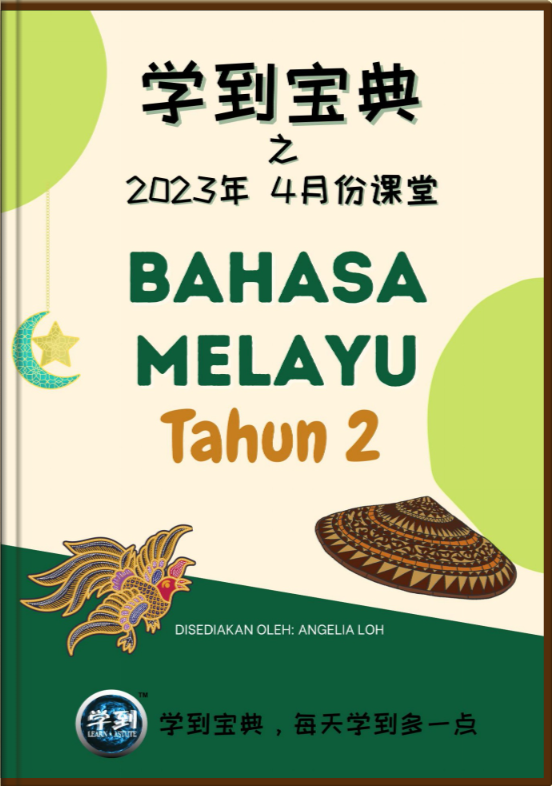 学到宝典
之
2023年 4月份课堂
BAHASA
MELAYU
Tahun 2
DISEDIAKAN OLEH: ANGELIA LOH
学到
LEARN & ASTUTE
TM
学到宝典，每天学到多一点